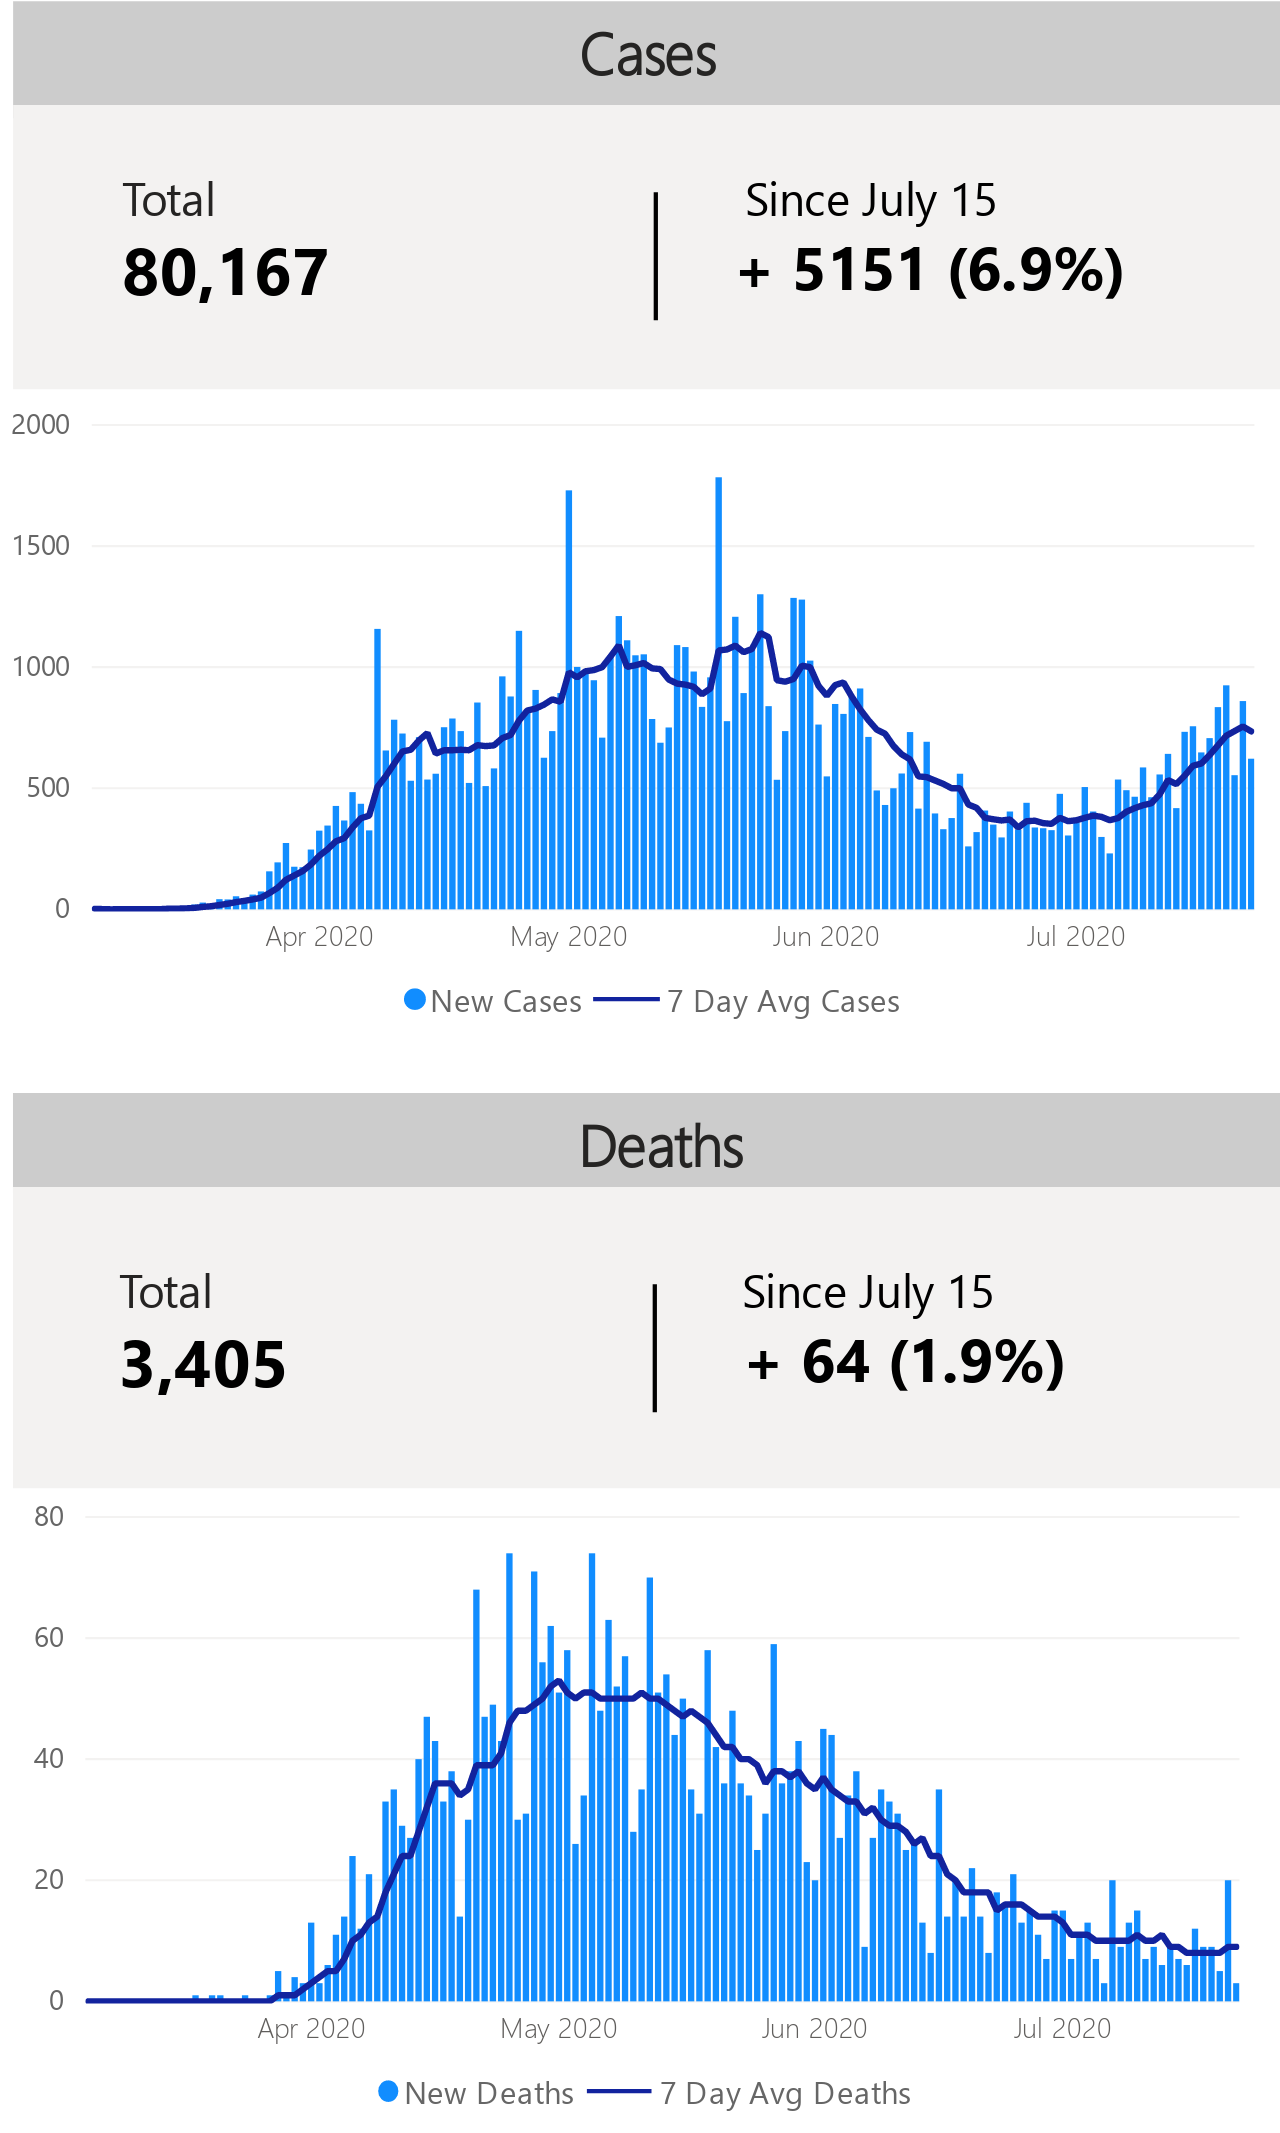 Cases
Total
Since July 15
80,167
+ 5151 (6.9%)
2000
1500
1000
500
0
Apr 2020
May 2020
Jun 2020
Jul 2020
New Cases
7 Day Avg Cases
Deaths
Total
Since July 15
3,405
+ 64 (1.9%)
80
60
40
20
0
Apr 2020
May 2020
Jun 2020
Jul 2020
New Deaths
7 Day Avg Deaths